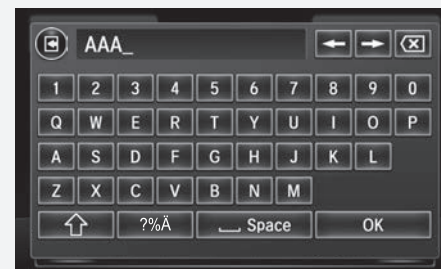 AAA_
1 2 3 4 5 6 7 8 9 0
Q W E R T Y U I O P
A S D F G H J K L
Z X C V B N M
?%Ä Space OK